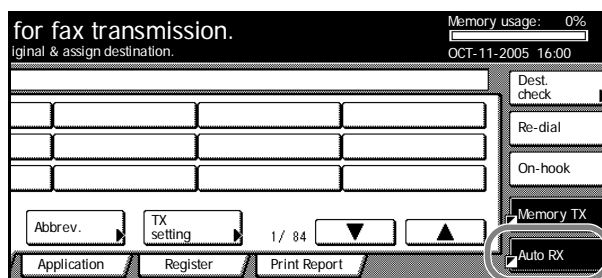 for fax transmission.
iginal & assign destination.
Memory usage: 0%
OCT-11-2005 16:00
Dest.
check
Re-dial
On-hook
Memory TX
Auto RX
Abbrev.
TX
setting
1/ 84
Application
Register
Print Report